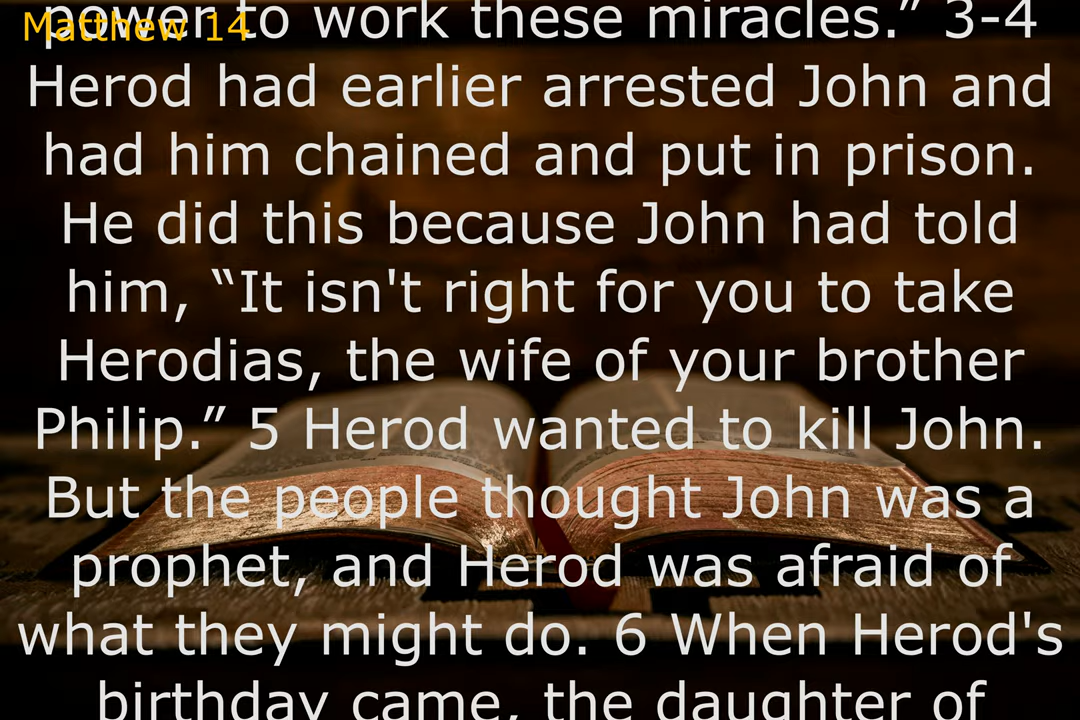 Matthew 14
power to work these miracles.” 3-4
Herod had earlier arrested John and
had him chained and put in prison.
He did this because John had told
him, “It isn't right for you to take
Herodias, the wife of your brother
Philip.” 5 Herod wanted to kill John.
But the people thought John was a
prophet, and Herod was afraid of
what they might do. 6 When Herod's
birthday came, the daughter of